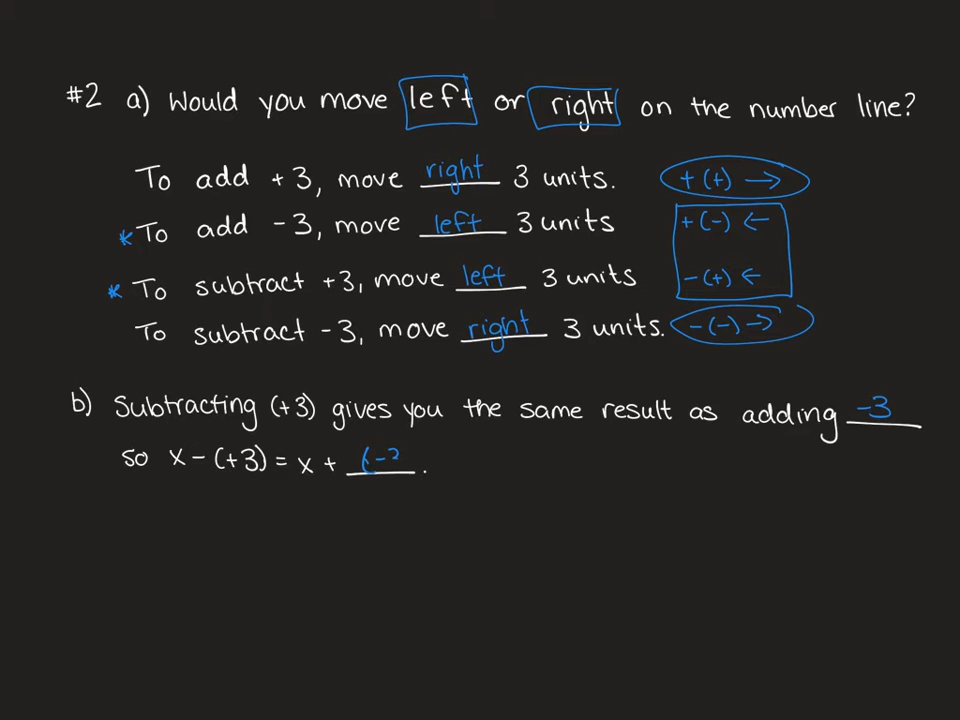 #2 a) Would you move left or right on the number line?
To add +3, move right 3 units. +(+) →
* To add -3, move left 3 units +(-) ←
* To subtract +3, move left 3 units -(+) ←
To subtract -3, move right 3 units. -(-) →
b) Subtracting (+3) gives you the same result as adding -3
so x - (+3) = x + (-